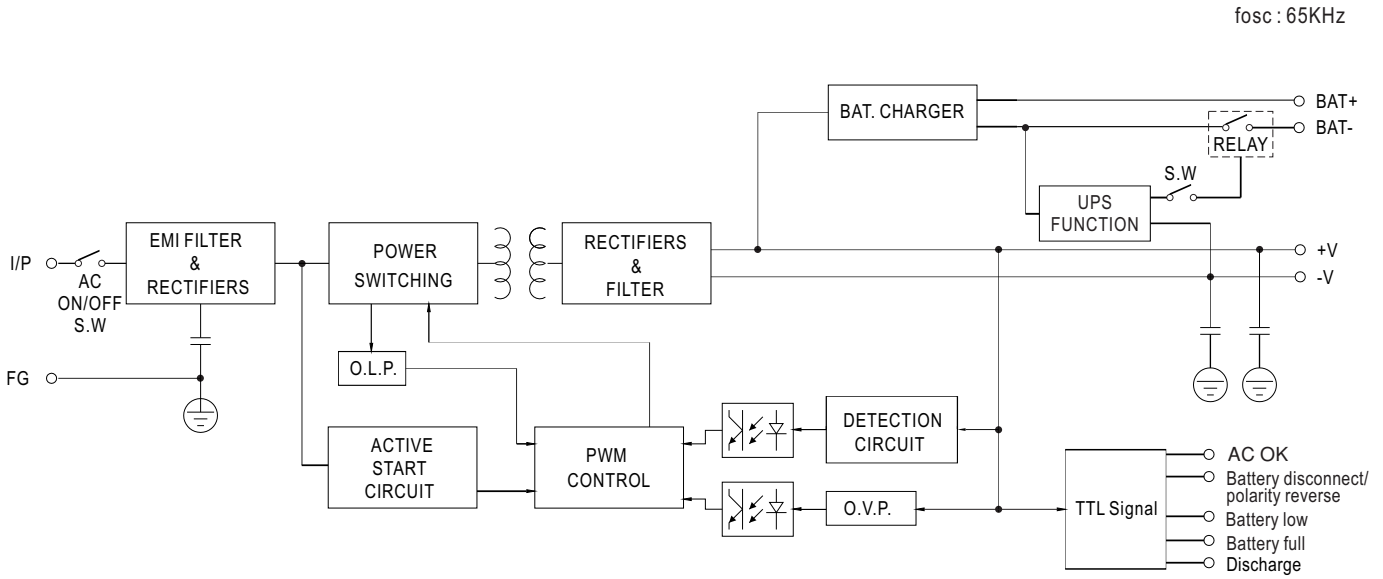 fosc : 65KHz
BAT. CHARGER
BAT+
BAT-
RELAY
S.W
UPS
FUNCTION
I/P
AC
ON/OFF
S.W
EMI FILTER
&
RECTIFIERS
POWER
SWITCHING
RECTIFIERS
&
FILTER
+V
-V
FG
O.L.P.
ACTIVE
START
CIRCUIT
PWM
CONTROL
DETECTION
CIRCUIT
O.V.P.
TTL Signal
AC OK
Battery disconnect/
polarity reverse
Battery low
Battery full
Discharge